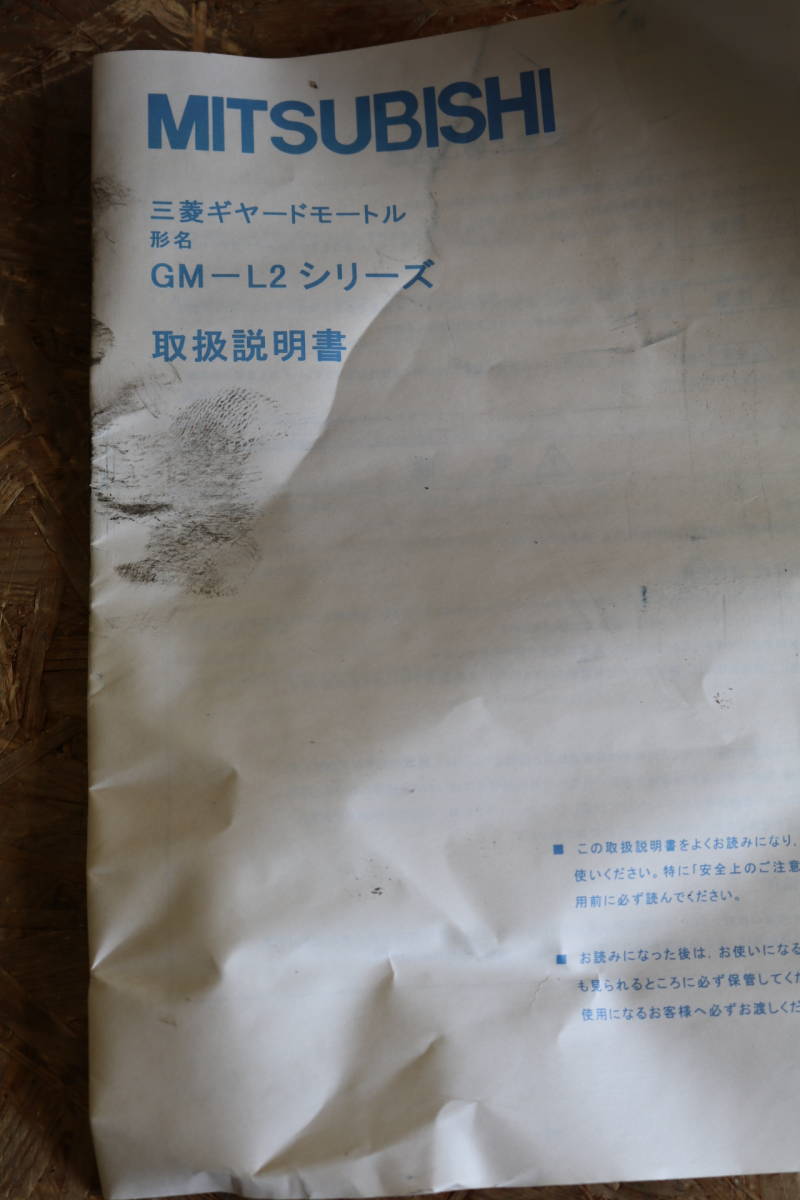 MITSUBISHI
三菱ギヤードモートル
形名
GM－L2 シリーズ
取扱説明書
■ この取扱説明書をよくお読みになり,
使いください。特に「安全上のご注意
用前に必ず読んでください。
■ お読みになった後は, お使いになる
も見られるところに必ず保管してくだ
使用になるお客様へ必ずお渡しくだ